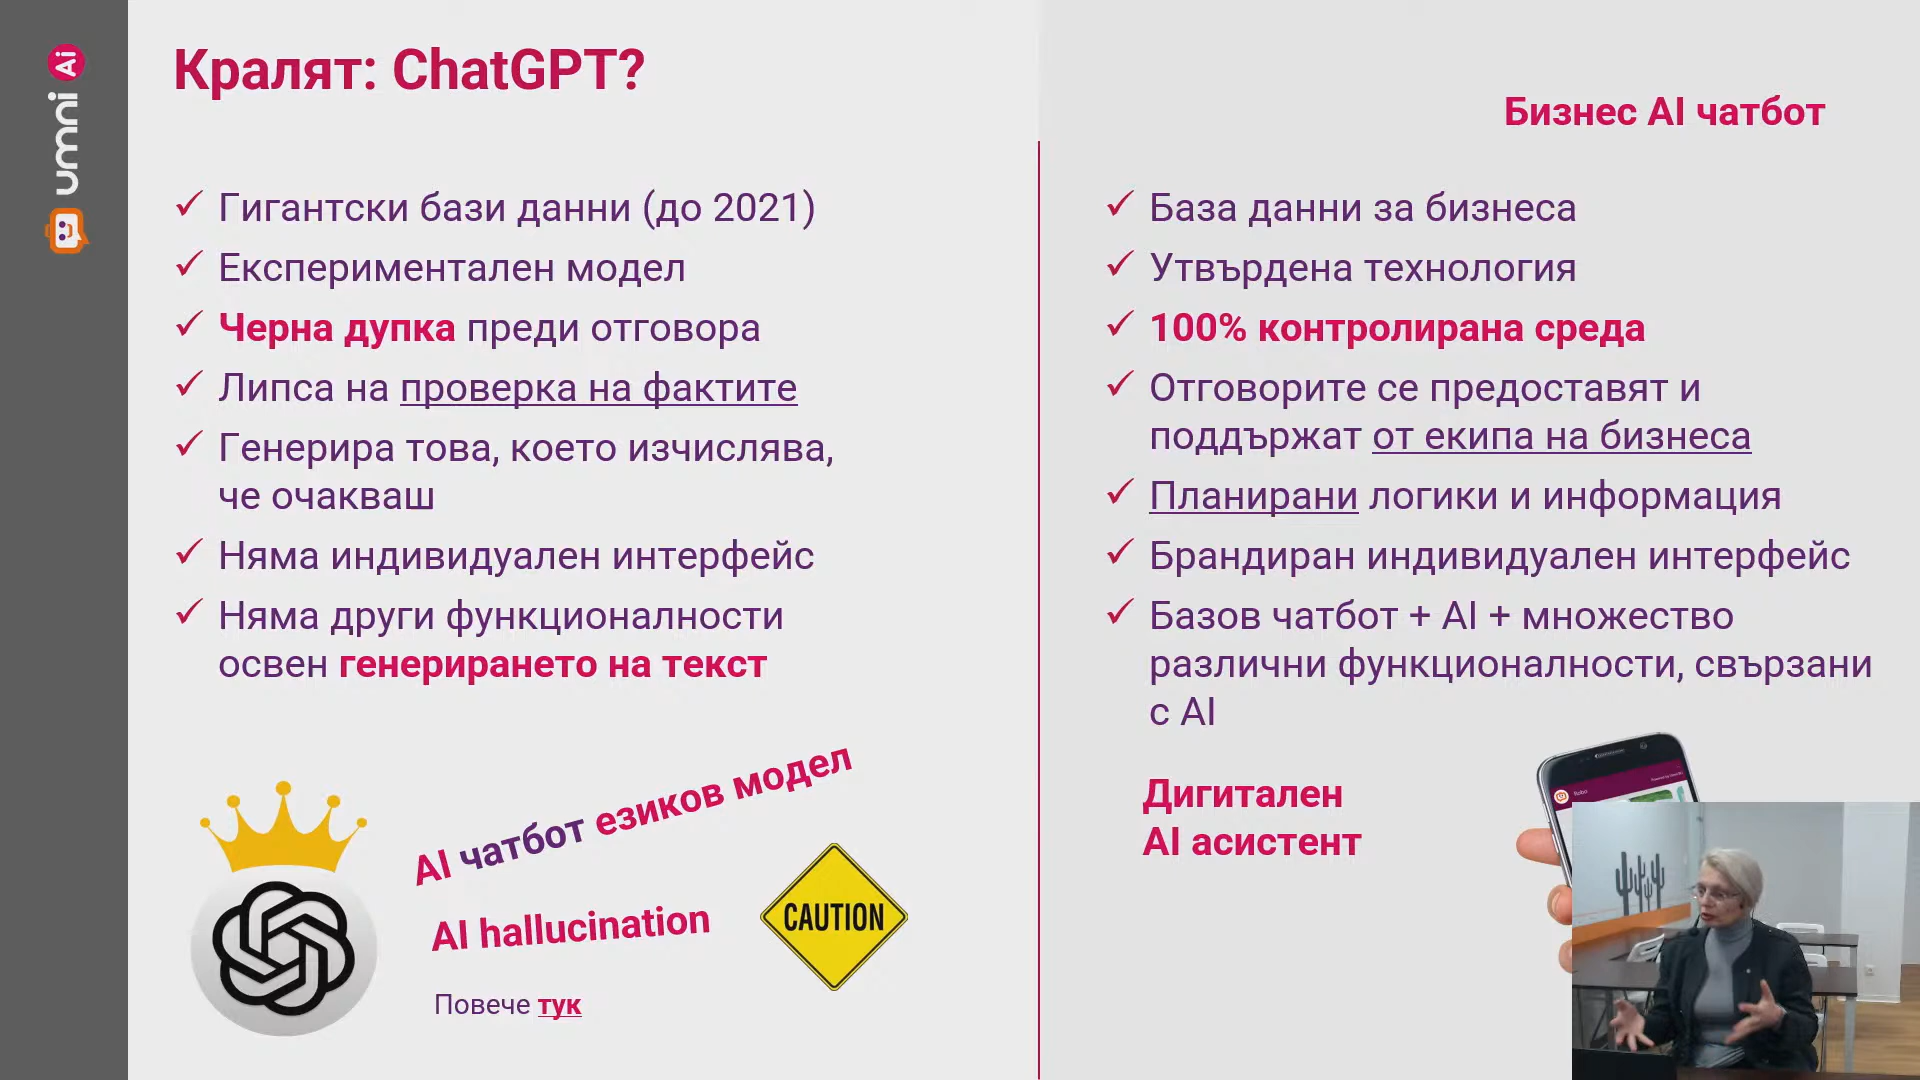 umni Ai
Кралят: ChatGPT?
Гигантски бази данни (до 2021)
Експериментален модел
Черна дупка преди отговора
Липса на проверка на фактите
Генерира това, което изчислява,
че очакваш
Няма индивидуален интерфейс
Няма други функционалности
освен генерирането на текст
AI чатбот езиков модел
AI hallucination
CAUTION
Повече тук
Бизнес AI чатбот
База данни за бизнеса
Утвърдена технология
100% контролирана среда
Отговорите се предоставят и
поддържат от екипа на бизнеса
Планирани логики и информация
Брандиран индивидуален интерфейс
Базов чатбот + AI + множество
различни функционалности, свързани
с AI
Дигитален
AI асистент